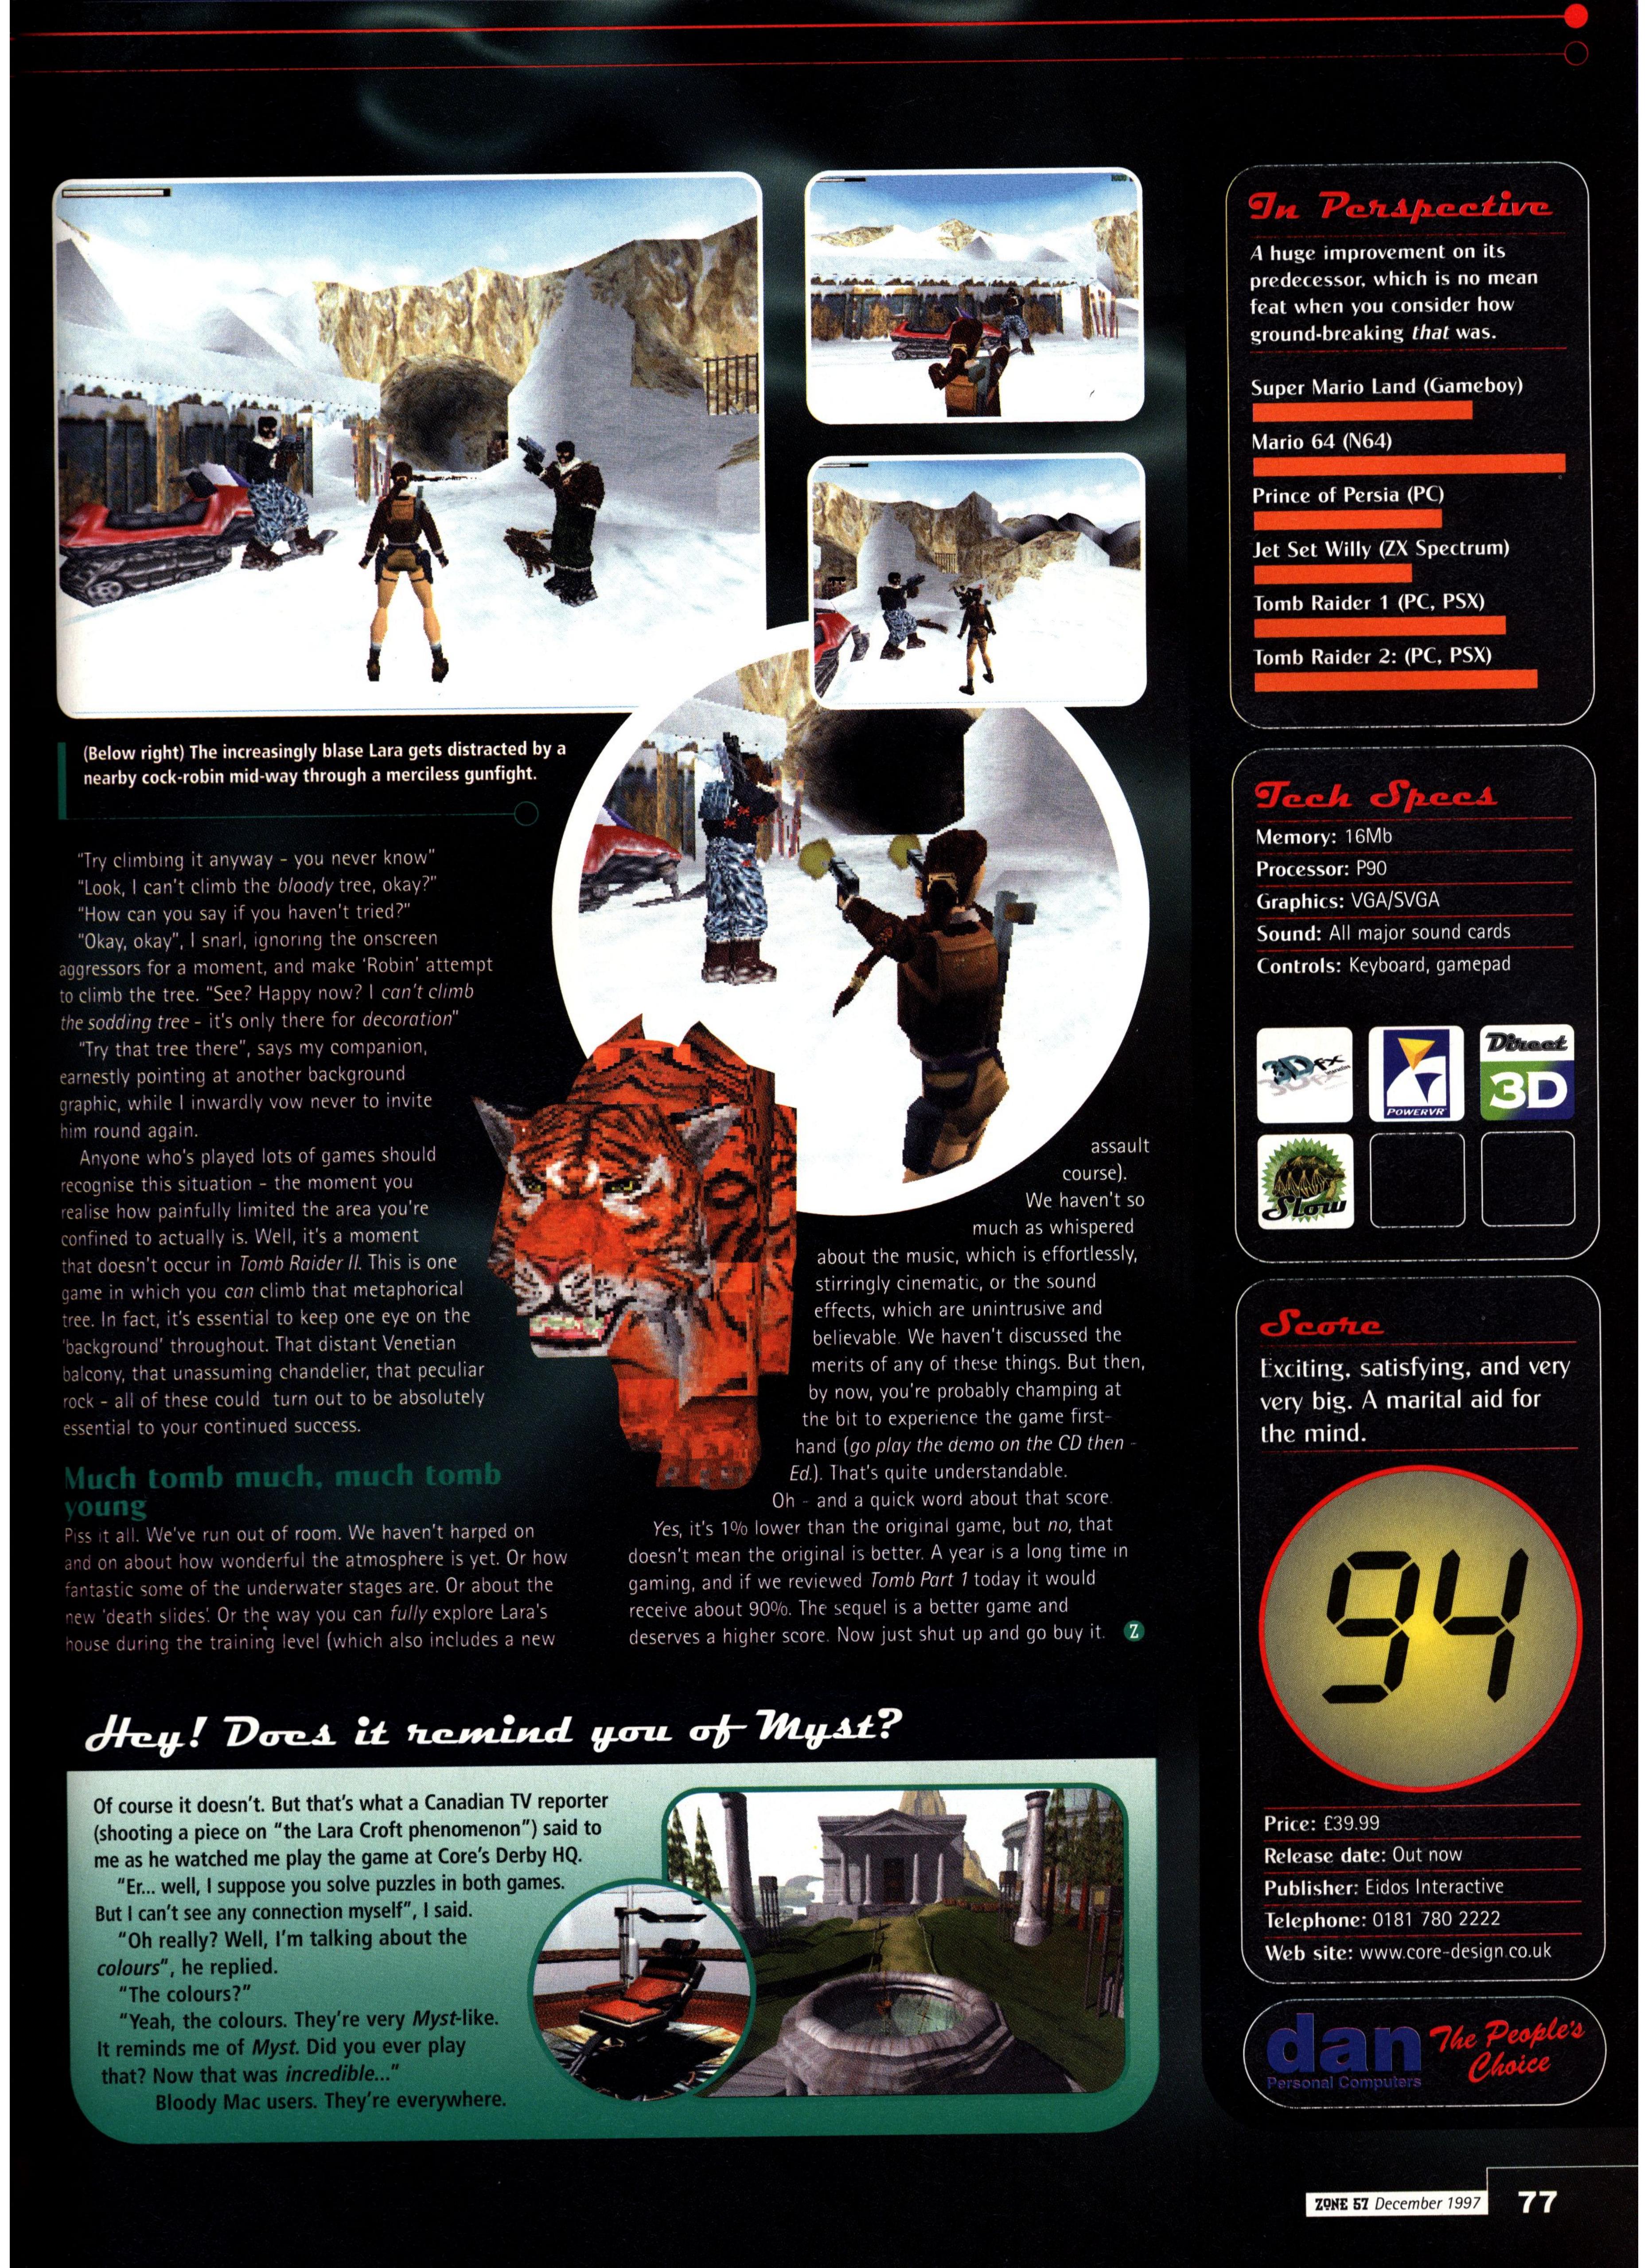 (Below right) The increasingly blase Lara gets distracted by a
nearby cock-robin mid-way through a merciless gunfight.
"Try climbing it anyway – you never know"
"Look, I can't climb the bloody tree, okay?"
"How can you say if you haven't tried?"
"Okay, okay", I snarl, ignoring the onscreen
aggressors for a moment, and make 'Robin' attempt
to climb the tree. "See? Happy now? I can't climb
the sodding tree – it's only there for decoration"
"Try that tree there", says my companion,
earnestly pointing at another background
graphic, while I inwardly vow never to invite
him round again.
Anyone who's played lots of games should
recognise this situation – the moment you
realise how painfully limited the area you're
confined to actually is. Well, it's a moment
that doesn't occur in Tomb Raider II. This is one
game in which you can climb that metaphorical
tree. In fact, it's essential to keep one eye on the
'background' throughout. That distant Venetian
balcony, that unassuming chandelier, that peculiar
rock – all of these could turn out to be absolutely
essential to your continued success.
Much tomb much, much tomb
young
Piss it all. We've run out of room. We haven't harped on
and on about how wonderful the atmosphere is yet. Or how
fantastic some of the underwater stages are. Or about the
new 'death slides'. Or the way you can fully explore Lara's
house during the training level (which also includes a new
assault
course).
We haven't so
much as whispered
about the music, which is effortlessly,
stirringly cinematic, or the sound
effects, which are unintrusive and
believable. We haven't discussed the
merits of any of these things. But then,
by now, you're probably champing at
the bit to experience the game first-
hand (go play the demo on the CD then –
Ed.). That's quite understandable.
Oh – and a quick word about that score.
Yes, it's 1% lower than the original game, but no, that
doesn't mean the original is better. A year is a long time in
gaming, and if we reviewed Tomb Part 1 today it would
receive about 90%. The sequel is a better game and
deserves a higher score. Now just shut up and go buy it. Z
Hey! Does it remind you of Myst?
Of course it doesn't. But that's what a Canadian TV reporter
(shooting a piece on "the Lara Croft phenomenon") said to
me as he watched me play the game at Core's Derby HQ.
"Er... well, I suppose you solve puzzles in both games.
But I can't see any connection myself", I said.
"Oh really? Well, I'm talking about the
colours", he replied.
"The colours?"
"Yeah, the colours. They're very Myst-like.
It reminds me of Myst. Did you ever play
that? Now that was incredible..."
Bloody Mac users. They're everywhere.
In Perspective
A huge improvement on its
predecessor, which is no mean
feat when you consider how
ground-breaking that was.
Super Mario Land (Gameboy)
Mario 64 (N64)
Prince of Persia (PC)
Jet Set Willy (ZX Spectrum)
Tomb Raider 1 (PC, PSX)
Tomb Raider 2: (PC, PSX)
Tech Specs
Memory: 16Mb
Processor: P90
Graphics: VGA/SVGA
Sound: All major sound cards
Controls: Keyboard, gamepad
3Dfx
interactive
POWERVR
Direct
3D
Slow
Score
Exciting, satisfying, and very
very big. A marital aid for
the mind.
94
Price: £39.99
Release date: Out now
Publisher: Eidos Interactive
Telephone: 0181 780 2222
Web site: www.core-design.co.uk
dan
Personal Computers
The People's
Choice
ZONE 57 December 1997
77